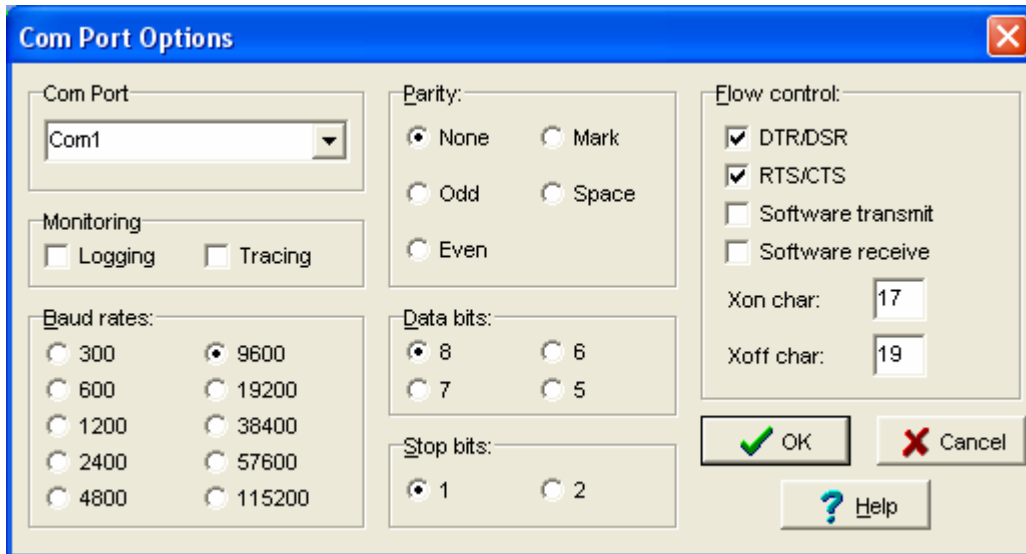 Com Port Options
Com Port
Com1
Monitoring
Logging
Tracing
Baud rates:
300
9600
600
19200
1200
38400
2400
57600
4800
115200
Parity:
None
Mark
Odd
Space
Even
Data bits:
8
6
7
5
Stop bits:
1
2
Flow control:
DTR/DSR
RTS/CTS
Software transmit
Software receive
Xon char:
17
Xoff char:
19
OK
Cancel
Help